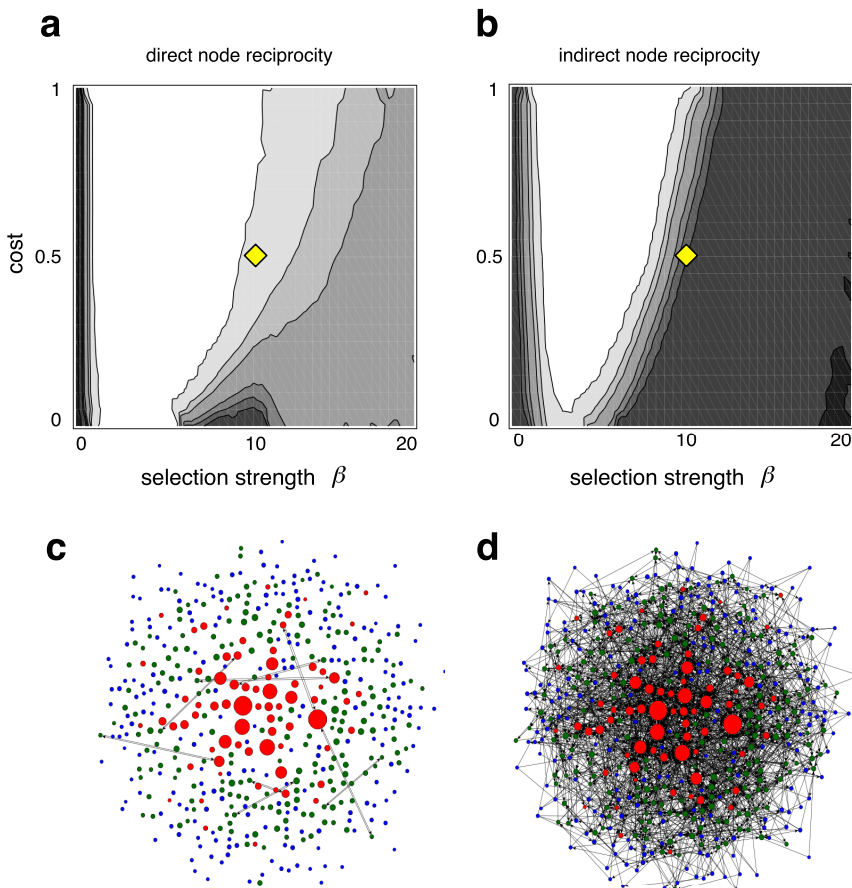 a
b
direct node reciprocity
indirect node reciprocity
1
1
cost
0.5
0.5
0
0
0
10
20
0
10
20
selection strength β
selection strength β
c
d